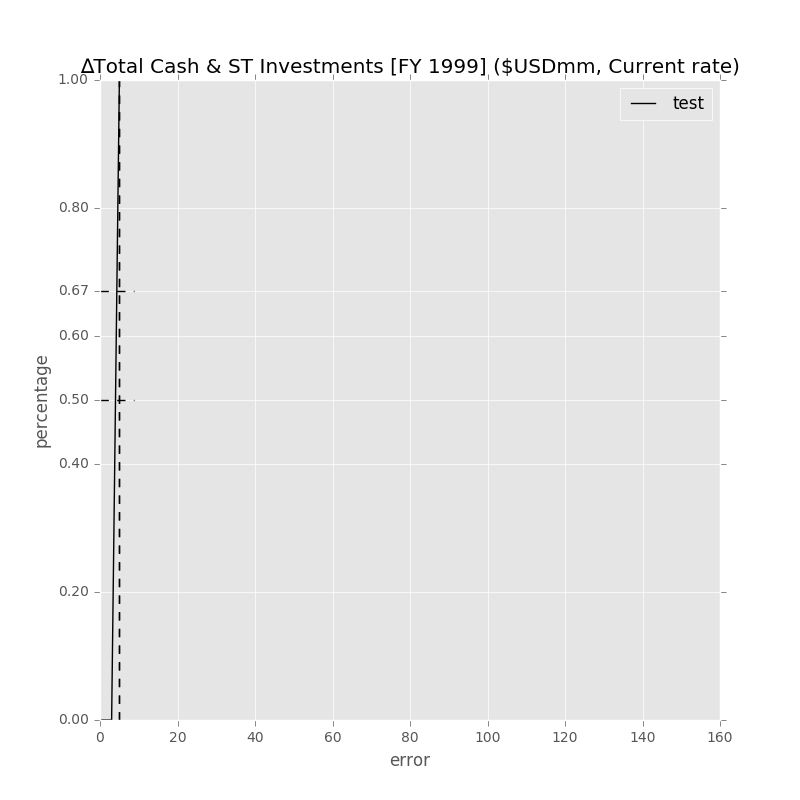 ΔTotal Cash & ST Investments [FY 1999] ($USDmm, Current rate)
test
1.00
0.80
0.67
0.60
0.50
0.40
0.20
0.00
percentage
0 20 40 60 80 100 120 140 160
error